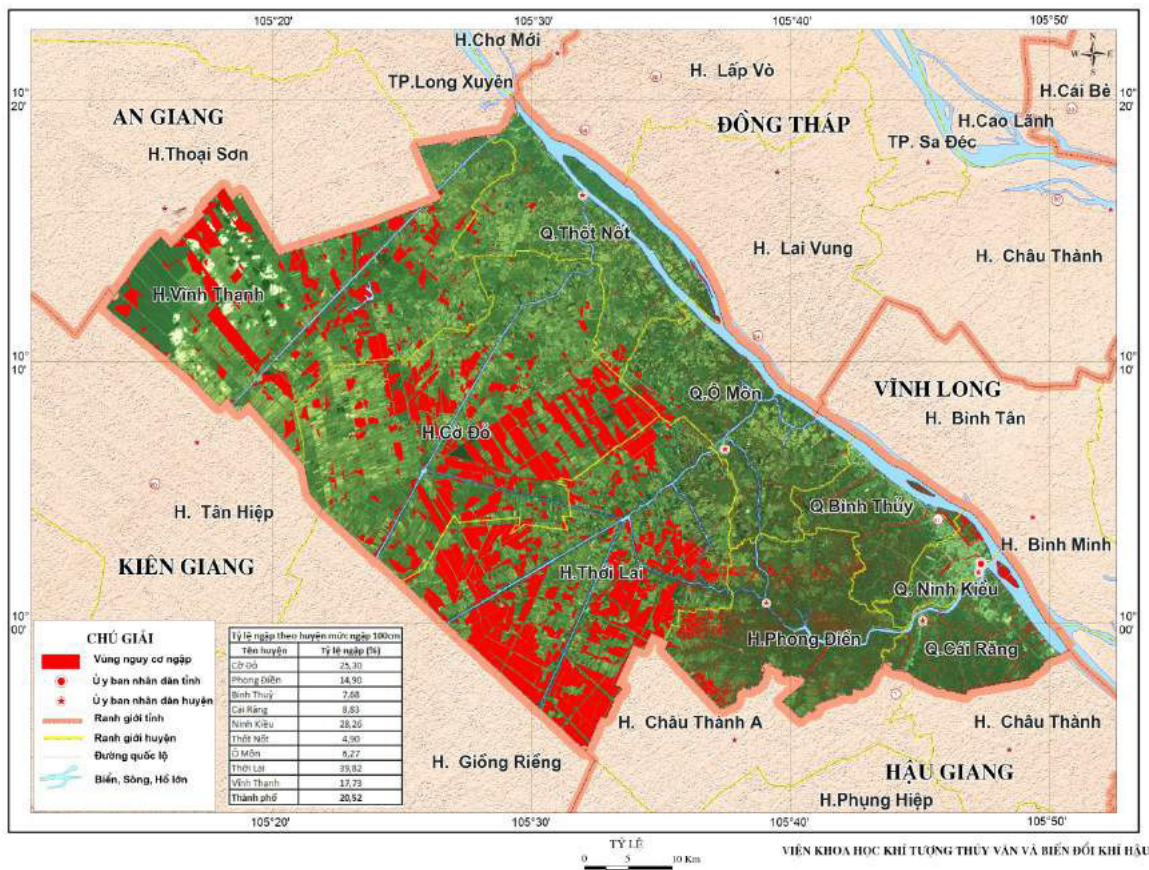 105°20'
105°30'
105°40'
105°50'
H.Chợ Mới
TP.Long Xuyên
H. Lấp Vò
N
W E
S
H.Cái Bè
10°
20'
10°
20'
AN GIANG
ĐỒNG THÁP
H.Cao Lãnh
TP. Sa Đéc
H.Thoại Sơn
Q.Thốt Nốt
H. Lai Vung
H. Châu Thành
H.Vĩnh Thạnh
10°
10'
10°
10'
VĨNH LONG
Q.Ô Môn
H. Bình Tân
H.Cờ Đỏ
Q.Bình Thủy
H. Tân Hiệp
H. Bình Minh
KIÊN GIANG
H.Thới Lai
Q. Ninh Kiều
10°
00'
10°
00'
H.Phong Điền
Q.Cái Răng
CHÚ GIẢI
Vùng nguy cơ ngập
Ủy ban nhân dân tỉnh
Ủy ban nhân dân huyện
Ranh giới tỉnh
Ranh giới huyện
Đường quốc lộ
Biển, Sông, Hồ lớn
Tỷ lệ ngập theo huyện mức ngập 100cm
Tên huyện Tỷ lệ ngập (%)
Cờ Đỏ 25,30
Phong Điền 14,90
Bình Thuỷ 7,68
Cái Răng 8,83
Ninh Kiều 28,26
Thốt Nốt 4,90
Ô Môn 6,27
Thới Lai 39,82
Vĩnh Thạnh 17,73
Thành phố 20,52
H. Châu Thành A
H. Châu Thành
H. Giồng Riềng
HẬU GIANG
H.Phụng Hiệp
105°20'
105°30'
105°40'
105°50'
TỶ LỆ
0 5 10 Km
VIỆN KHOA HỌC KHÍ TƯỢNG THỦY VĂN VÀ BIẾN ĐỔI KHÍ HẬU